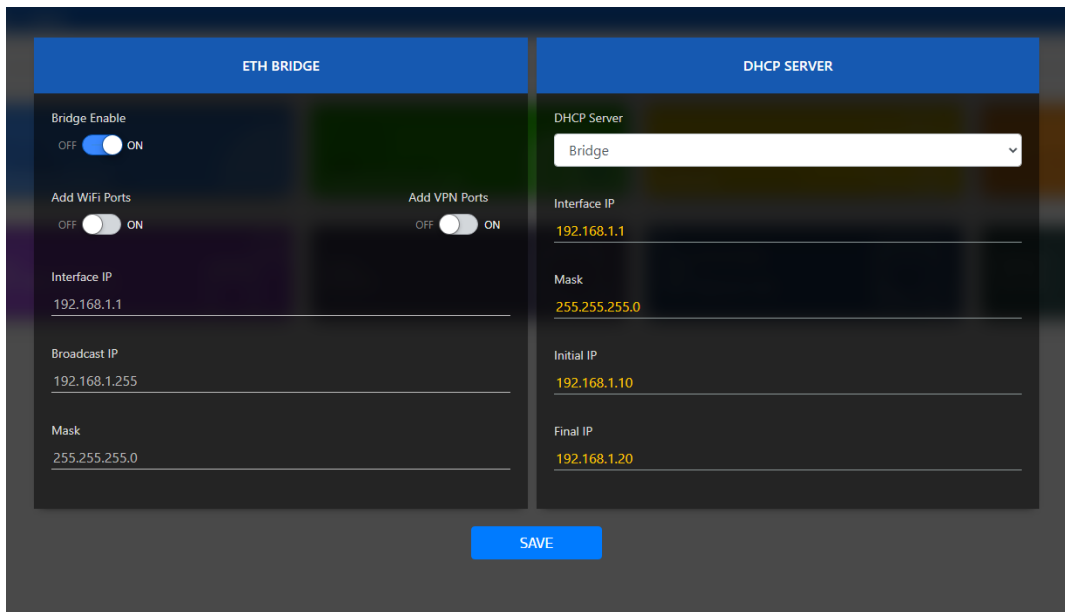 ETH BRIDGE
Bridge Enable
OFF ON
Add WiFi Ports Add VPN Ports
OFF ON OFF ON
Interface IP
192.168.1.1
Broadcast IP
192.168.1.255
Mask
255.255.255.0
DHCP SERVER
DHCP Server
Bridge
Interface IP
192.168.1.1
Mask
255.255.255.0
Initial IP
192.168.1.10
Final IP
192.168.1.20
SAVE